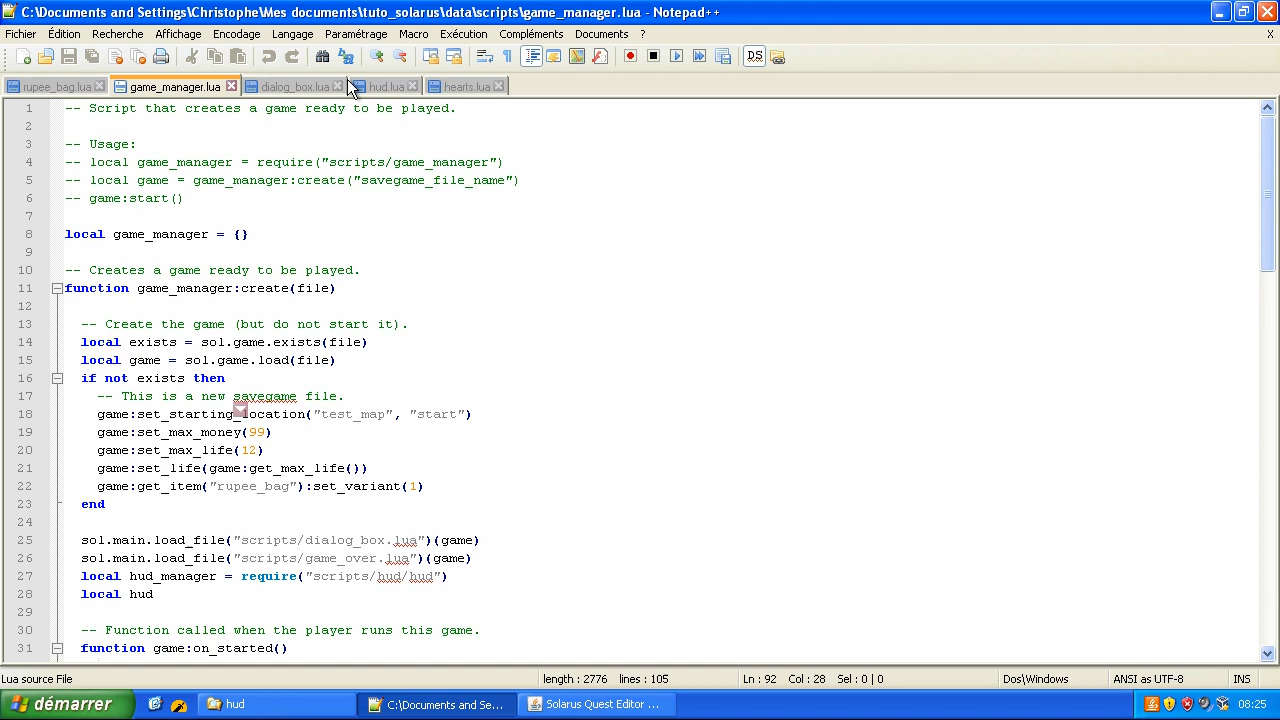 C:\Documents and Settings\Christophe\Mes documents\tuto_solarus\data\scripts\game_manager.lua - Notepad++
Fichier Édition Recherche Affichage Encodage Langage Paramétrage Macro Exécution Compléments Documents ? X
rupee_bag.lua game_manager.lua dialog_box.lua hud.lua hearts.lua
1 -- Script that creates a game ready to be played.
2
3 -- Usage:
4 -- local game_manager = require("scripts/game_manager")
5 -- local game = game_manager:create("savegame_file_name")
6 -- game:start()
7
8 local game_manager = {}
9
10 -- Creates a game ready to be played.
11 function game_manager:create(file)
12
13 -- Create the game (but do not start it).
14 local exists = sol.game.exists(file)
15 local game = sol.game.load(file)
16 if not exists then
17 -- This is a new savegame file.
18 game:set_starting_location("test_map", "start")
19 game:set_max_money(99)
20 game:set_max_life(12)
21 game:set_life(game:get_max_life())
22 game:get_item("rupee_bag"):set_variant(1)
23 end
24
25 sol.main.load_file("scripts/dialog_box.lua")(game)
26 sol.main.load_file("scripts/game_over.lua")(game)
27 local hud_manager = require("scripts/hud/hud")
28 local hud
29
30 -- Function called when the player runs this game.
31 function game:on_started()
Lua source File length : 2776 lines : 105 Ln : 92 Col : 28 Sel : 0 | 0 Dos\Windows ANSI as UTF-8 INS
démarrer hud C:\Documents and Se... Solarus Quest Editor ... 08:25